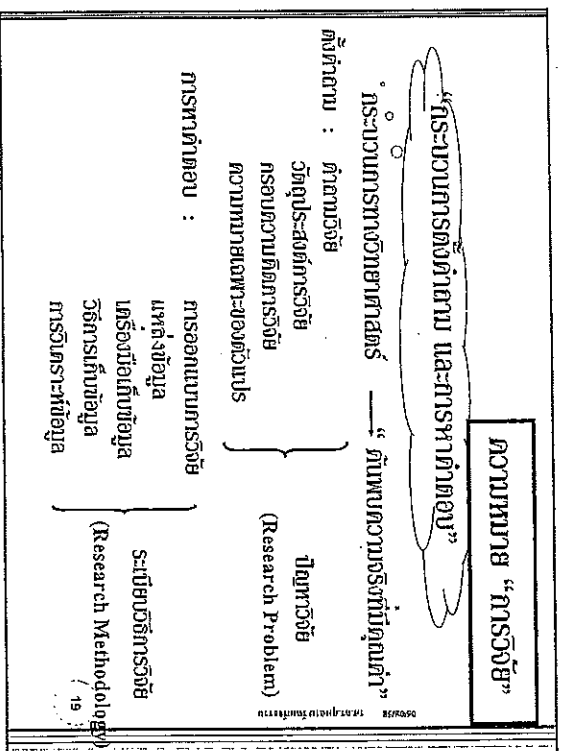 ความหมาย “การวิจัย”
“กระบวนการตั้งคำถาม และการหาคำตอบ”
กระบวนการทางวิทยาศาสตร์ → “ค้นพบความจริงที่มีคุณค่า”
ตั้งคำถาม : คำถามวิจัย
วัตถุประสงค์การวิจัย
กรอบความคิดการวิจัย
ความหมายเฉพาะของตัวแปร
ปัญหาวิจัย
(Research Problem)
การหาคำตอบ : การออกแบบการวิจัย
แหล่งข้อมูล
เครื่องมือเก็บข้อมูล
วิธีการเก็บข้อมูล
การวิเคราะห์ข้อมูล
ระเบียบวิธีการวิจัย
(Research Methodology)
19